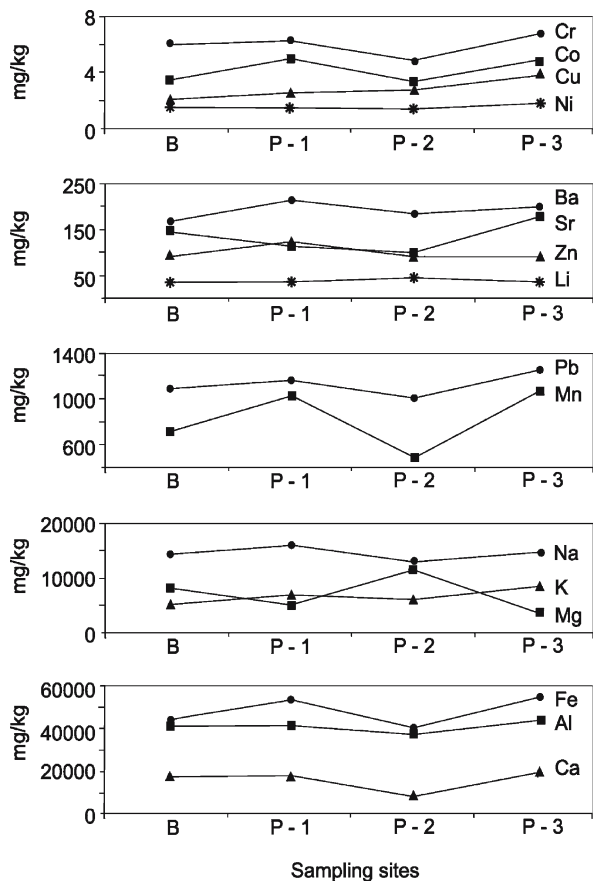 mg/kg
8
4
0
B P - 1 P - 2 P - 3
Cr
Co
Cu
Ni
mg/kg
250
150
50
B P - 1 P - 2 P - 3
Ba
Sr
Zn
Li
mg/kg
1400
1000
600
B P - 1 P - 2 P - 3
Pb
Mn
mg/kg
20000
10000
0
B P - 1 P - 2 P - 3
Na
K
Mg
mg/kg
60000
40000
20000
0
B P - 1 P - 2 P - 3
Fe
Al
Ca
Sampling sites